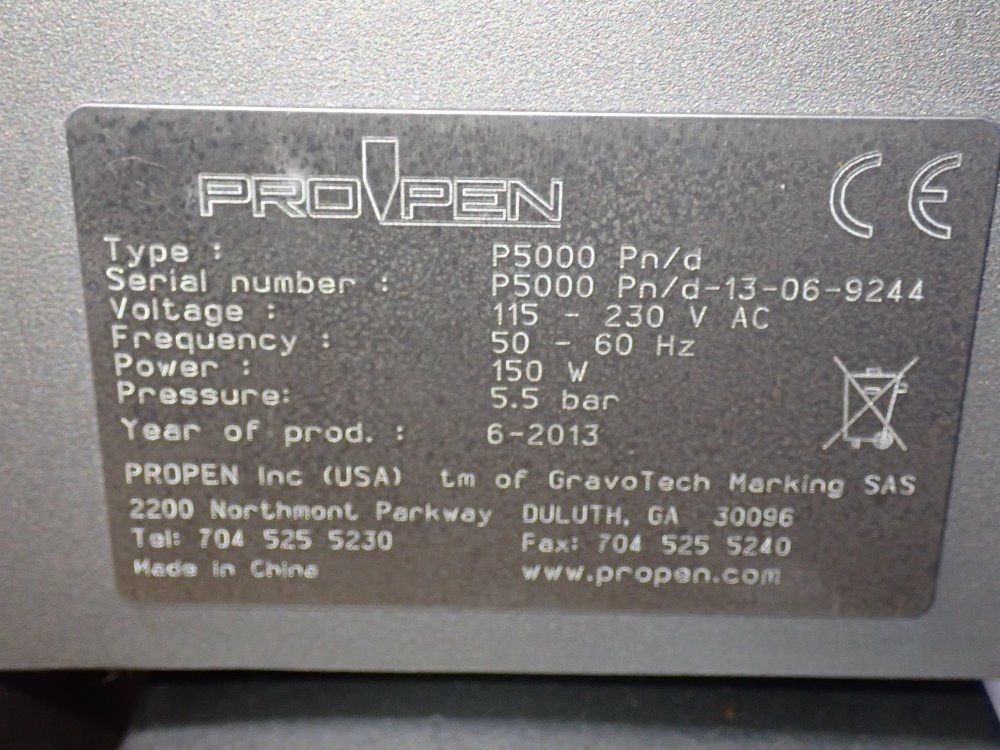 PROPEN
CE
Type : P5000 Pn/d
Serial number : P5000 Pn/d-13-06-9244
Voltage : 115 - 230 V AC
Frequency : 50 - 60 Hz
Power : 150 W
Pressure: 5.5 bar
Year of prod. : 6-2013
PROPEN Inc (USA) tm of GravoTech Marking SAS
2200 Northmont Parkway DULUTH, GA 30096
Tel: 704 525 5230 Fax: 704 525 5240
Made in China www.propen.com